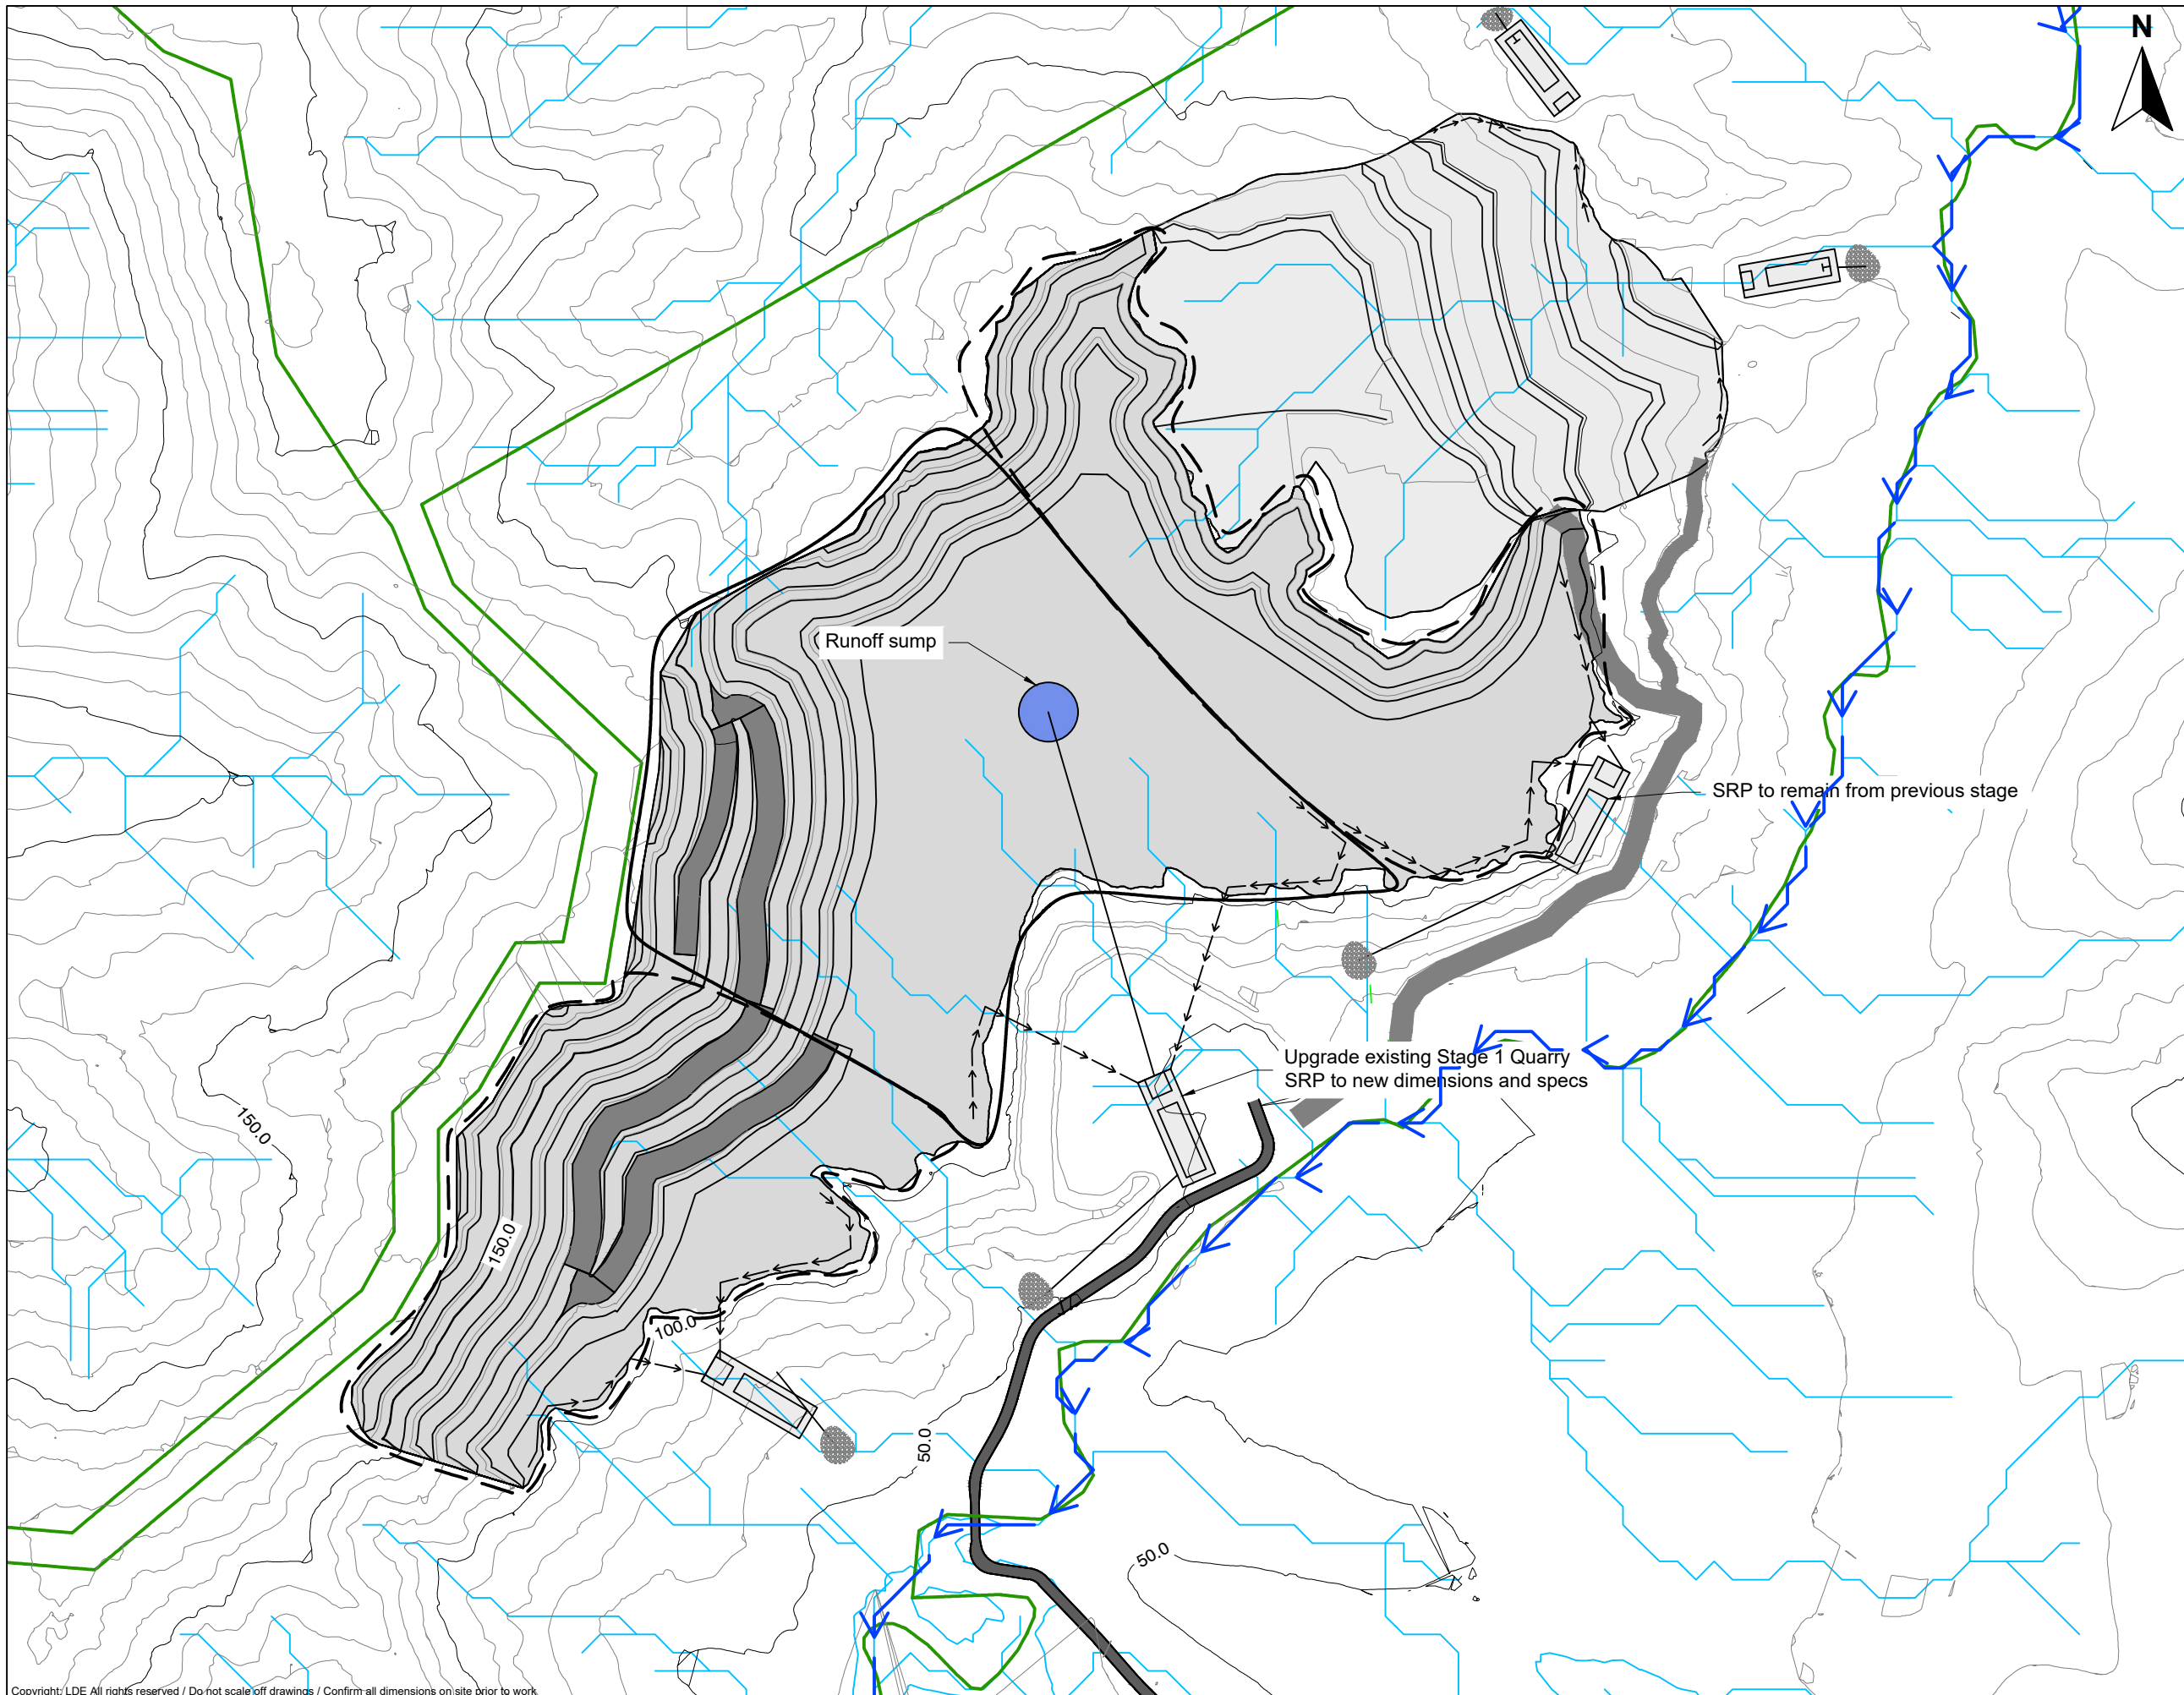 N
Runoff sump
SRP to remain from previous stage
Upgrade existing Stage 1 Quarry
SRP to new dimensions and specs
150.0
150.0
100.0
50.0
50.0
Copyright: LDE All rights reserved / Do not scale off drawings / Confirm all dimensions on site prior to work